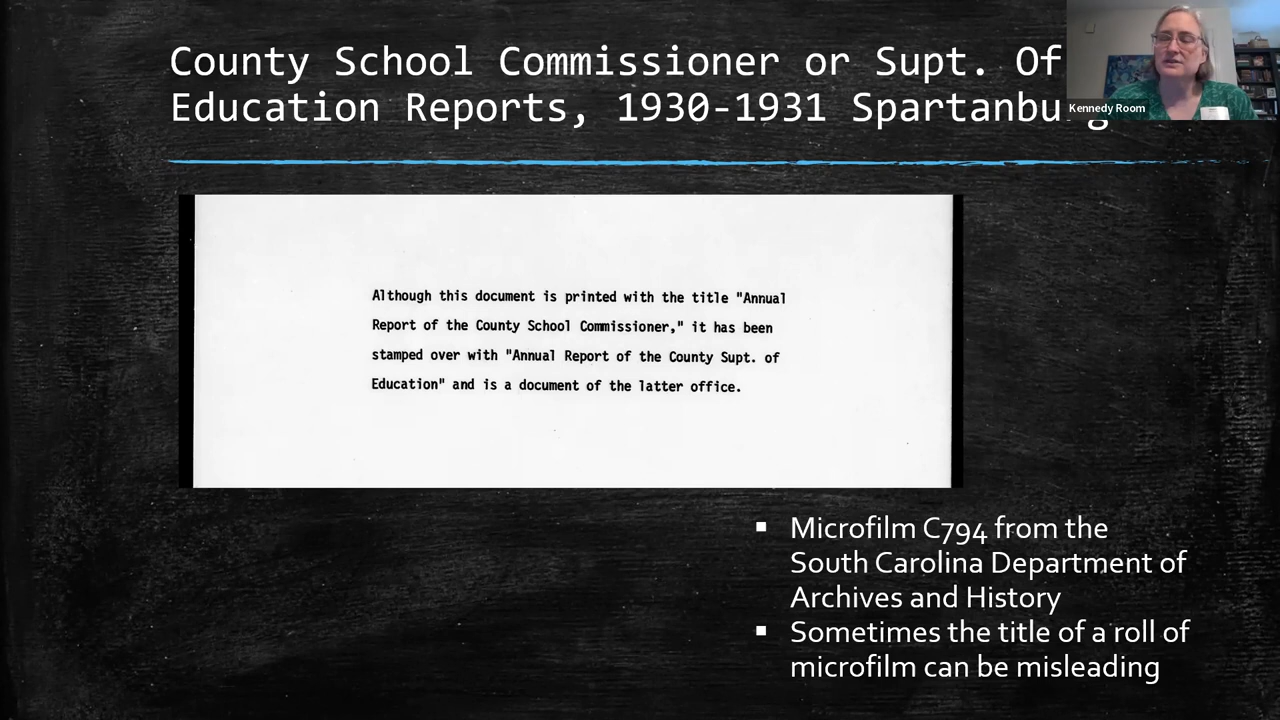 County School Commissioner or Supt. Of
Education Reports, 1930-1931 Spartanburg
Kennedy Room
Although this document is printed with the title "Annual
Report of the County School Commissioner," it has been
stamped over with "Annual Report of the County Supt. of
Education" and is a document of the latter office.
▪ Microfilm C794 from the
South Carolina Department of
Archives and History
▪ Sometimes the title of a roll of
microfilm can be misleading